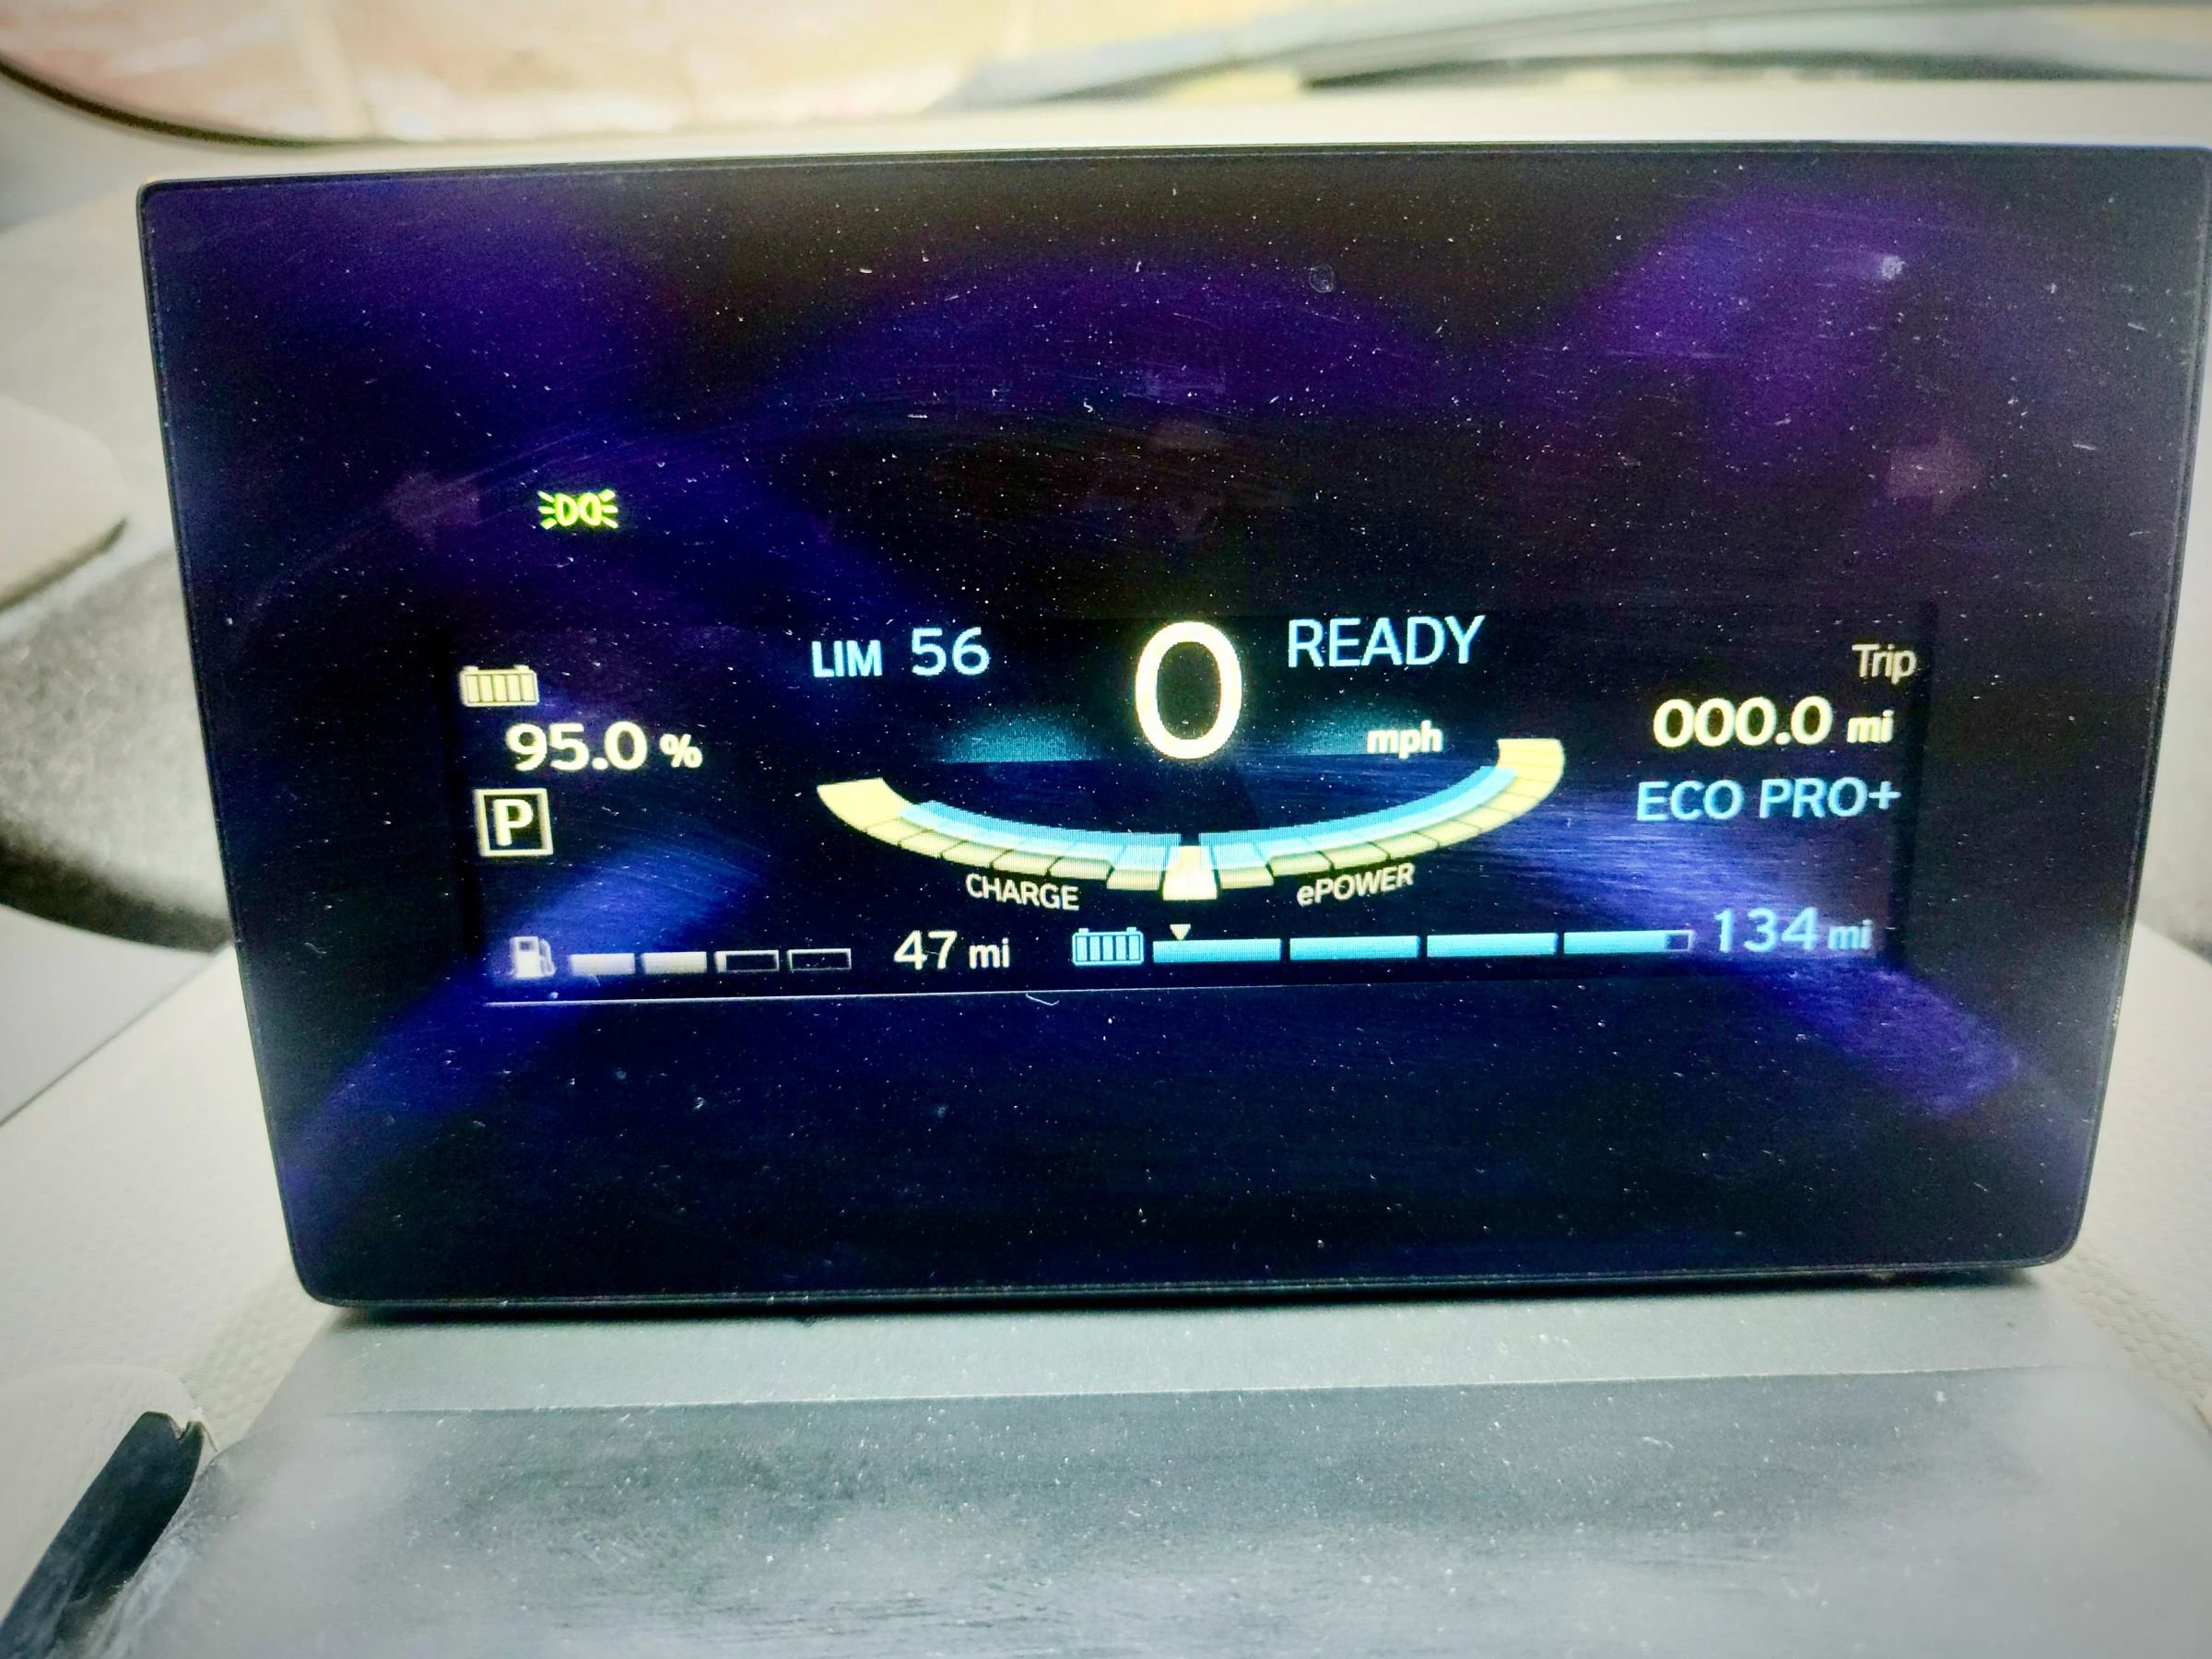 LIM 56
0
READY
mph
Trip
000.0 mi
ECO PRO+
95.0 %
P
CHARGE
ePOWER
47 mi
134 mi